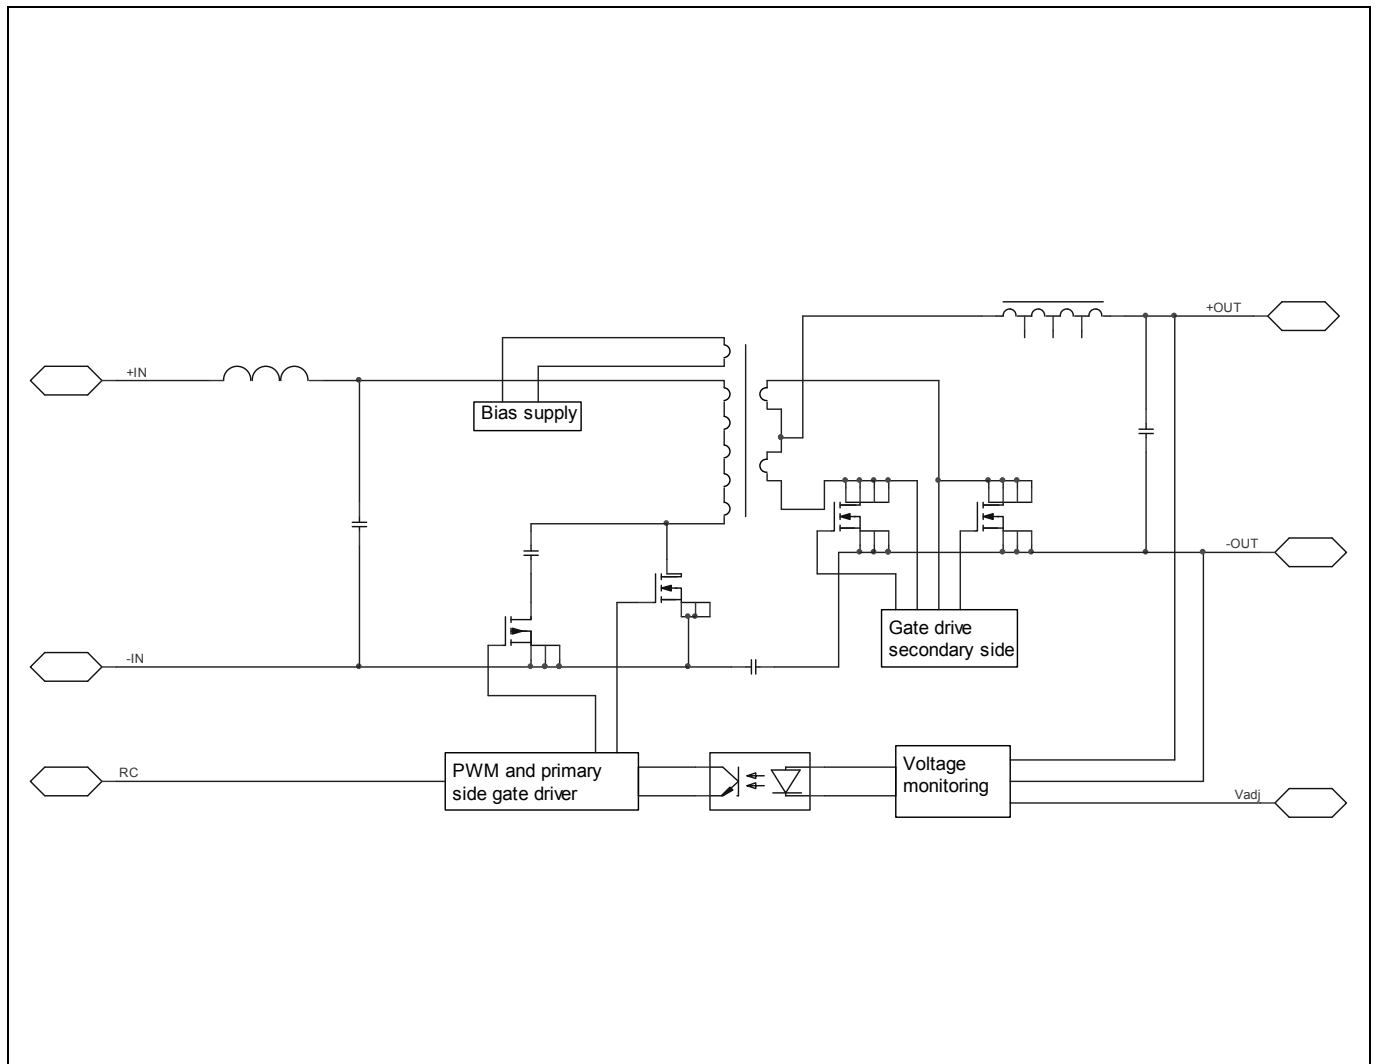 +OUT
+IN
Bias supply
-OUT
Gate drive
secondary side
-IN
RC
PWM and primary
side gate driver
Voltage
monitoring
Vadj